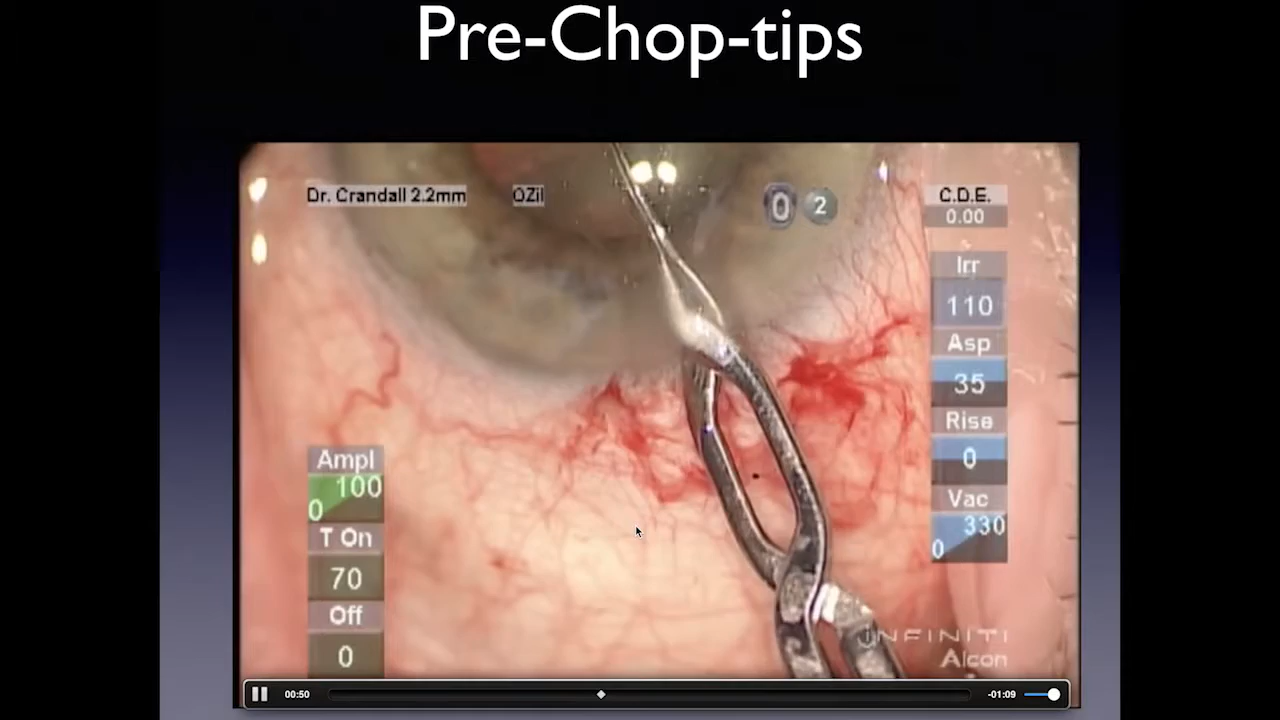 Pre-Chop-tips
Dr. Crandall 2.2mm OZil 0 2 C.D.E.
0.00
Irr
110
Asp
35
Rise
0
Vac
330
0
Ampl
100
0
T On
70
Off
0
INFINITI
Alcon
00:50 -01:09